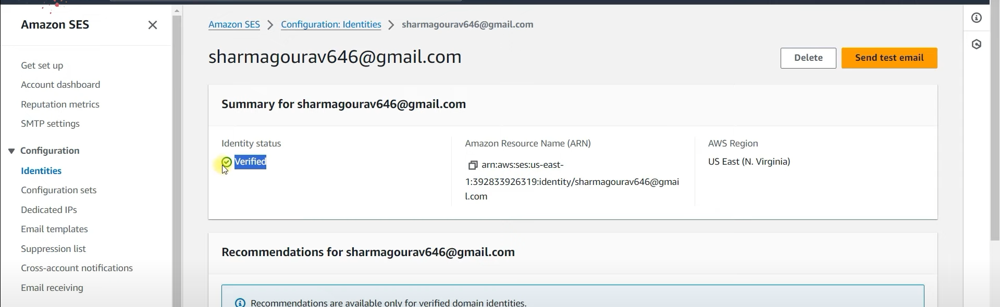 Amazon SES
Get set up
Account dashboard
Reputation metrics
SMTP settings
Configuration
Identities
Configuration sets
Dedicated IPs
Email templates
Suppression list
Cross-account notifications
Email receiving
Amazon SES > Configuration: Identities > sharmagourav646@gmail.com
sharmagourav646@gmail.com
Delete
Send test email
Summary for sharmagourav646@gmail.com
Identity status
Verified
Amazon Resource Name (ARN)
arn:aws:ses:us-east-
1:392833926319:identity/sharmagourav646@gmai
l.com
AWS Region
US East (N. Virginia)
Recommendations for sharmagourav646@gmail.com
Recommendations are available only for verified domain identities.